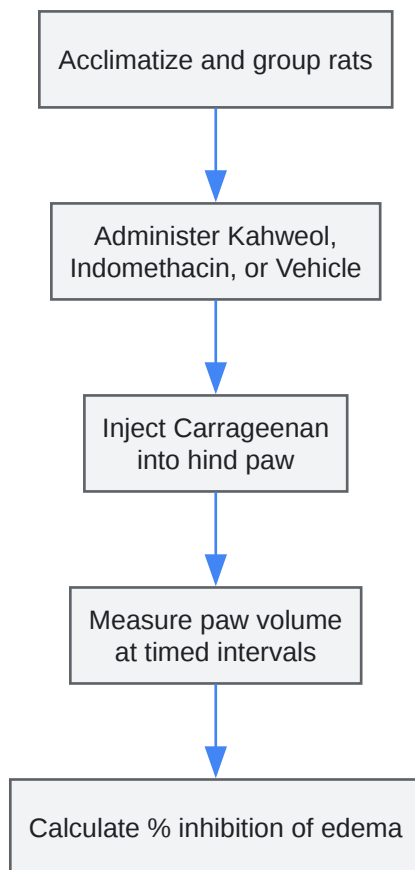 Acclimatize and group rats
Administer Kahweol,
Indomethacin, or Vehicle
Inject Carrageenan
into hind paw
Measure paw volume
at timed intervals
Calculate % inhibition of edema